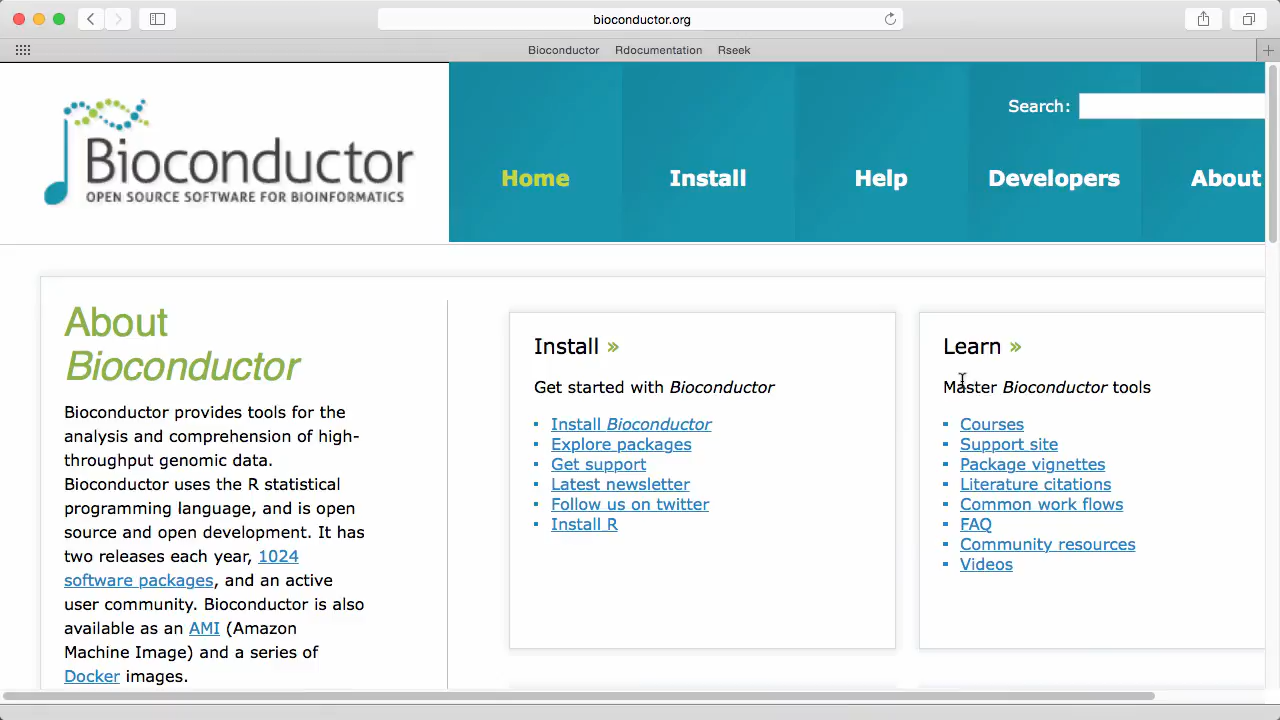 bioconductor.org
Bioconductor Rdocumentation Rseek
Bioconductor
OPEN SOURCE SOFTWARE FOR BIOINFORMATICS
Search:
Home Install Help Developers About
About
Bioconductor
Bioconductor provides tools for the
analysis and comprehension of high-
throughput genomic data.
Bioconductor uses the R statistical
programming language, and is open
source and open development. It has
two releases each year, 1024
software packages, and an active
user community. Bioconductor is also
available as an AMI (Amazon
Machine Image) and a series of
Docker images.
Install »
Get started with Bioconductor
Install Bioconductor
Explore packages
Get support
Latest newsletter
Follow us on twitter
Install R
Learn »
Master Bioconductor tools
Courses
Support site
Package vignettes
Literature citations
Common work flows
FAQ
Community resources
Videos